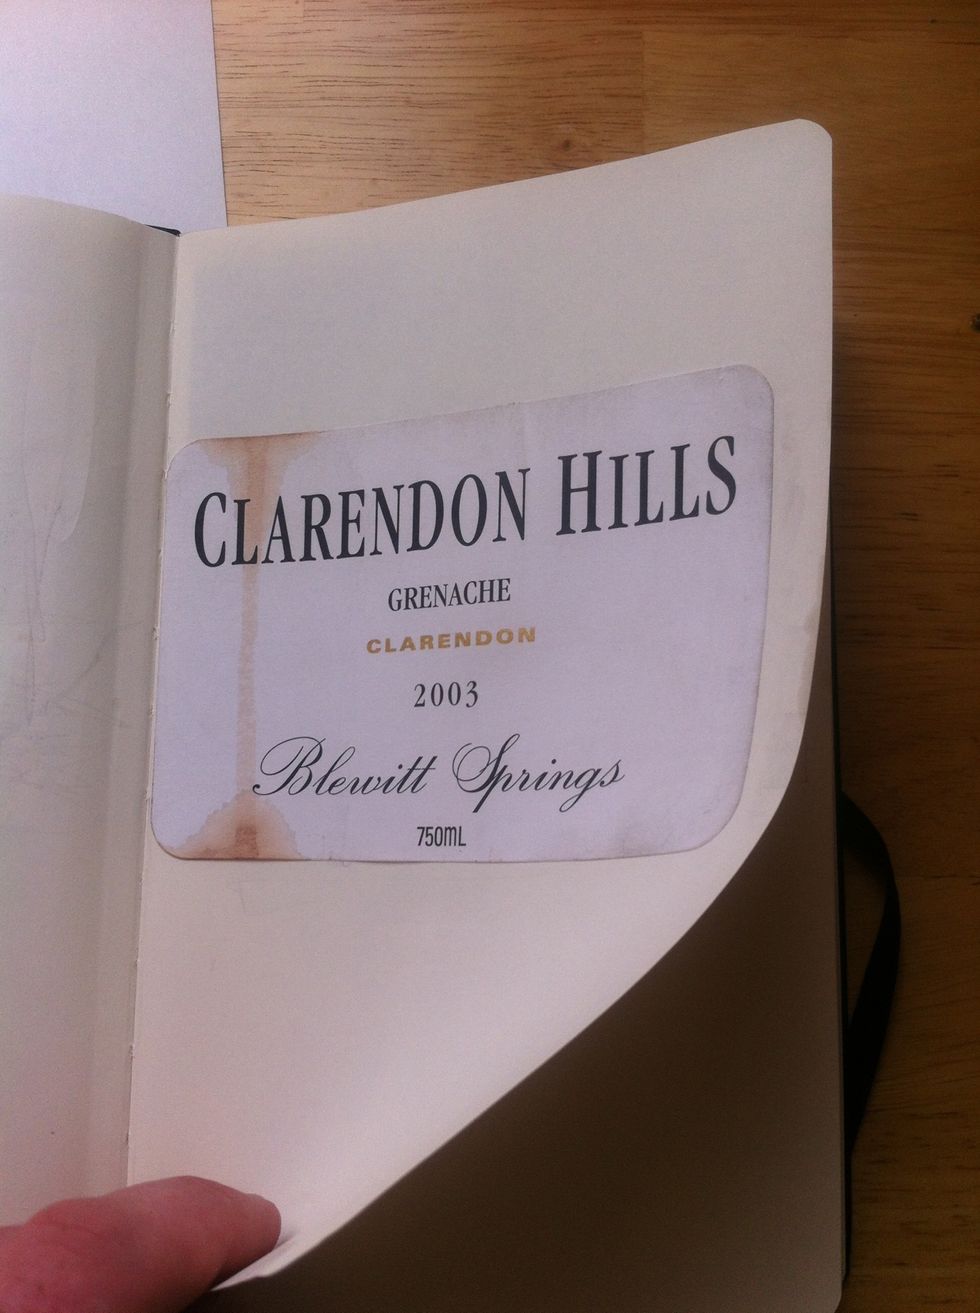 CLARENDON HILLS
GRENACHE
CLARENDON
2003
Blewitt Springs
750mL